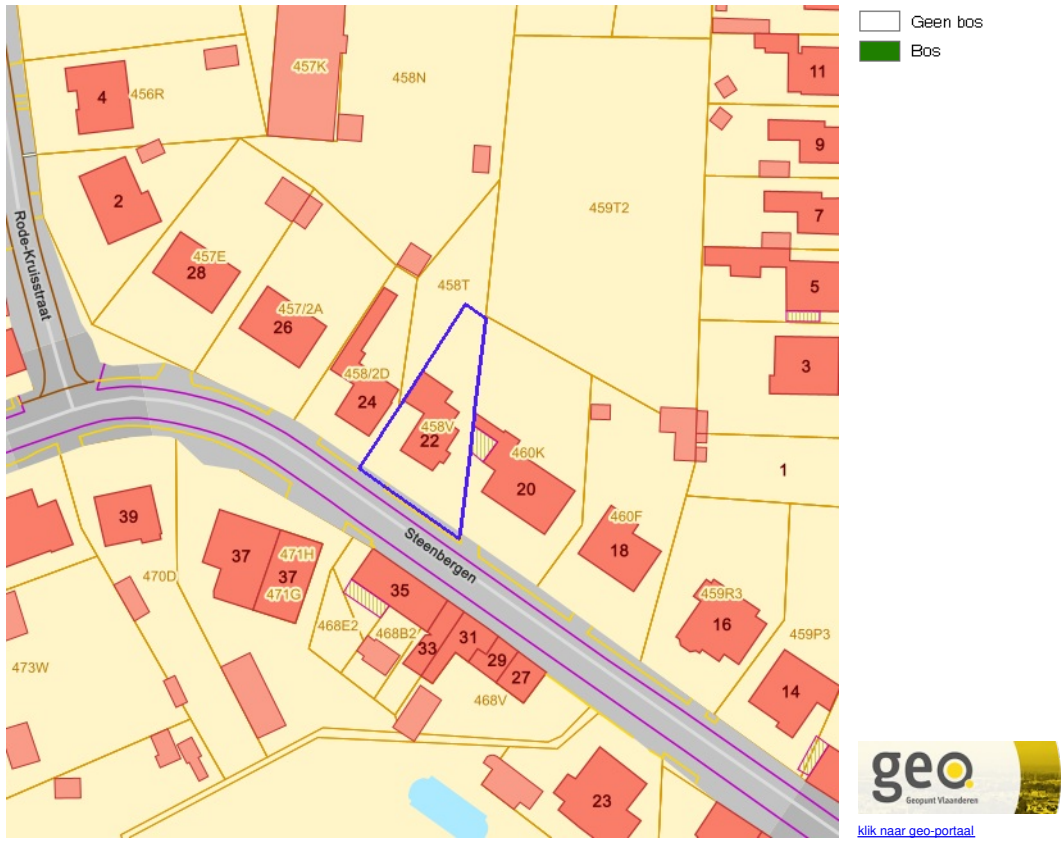 Geen bos
Bos
457K
458N
11
4
456R
9
2
459T2
7
Rode-Kruisstraat
457E
28
458T
5
457/2A
26
3
458/2D
24
458V
22
460K
1
20
39
460F
18
Steenbergen
37
471H
37
471G
470D
35
459R3
16
468E2
468B2
33
31
29
27
459P3
473W
468V
14
23
geo.
Geopunt Vlaanderen
klik naar geo-portaal